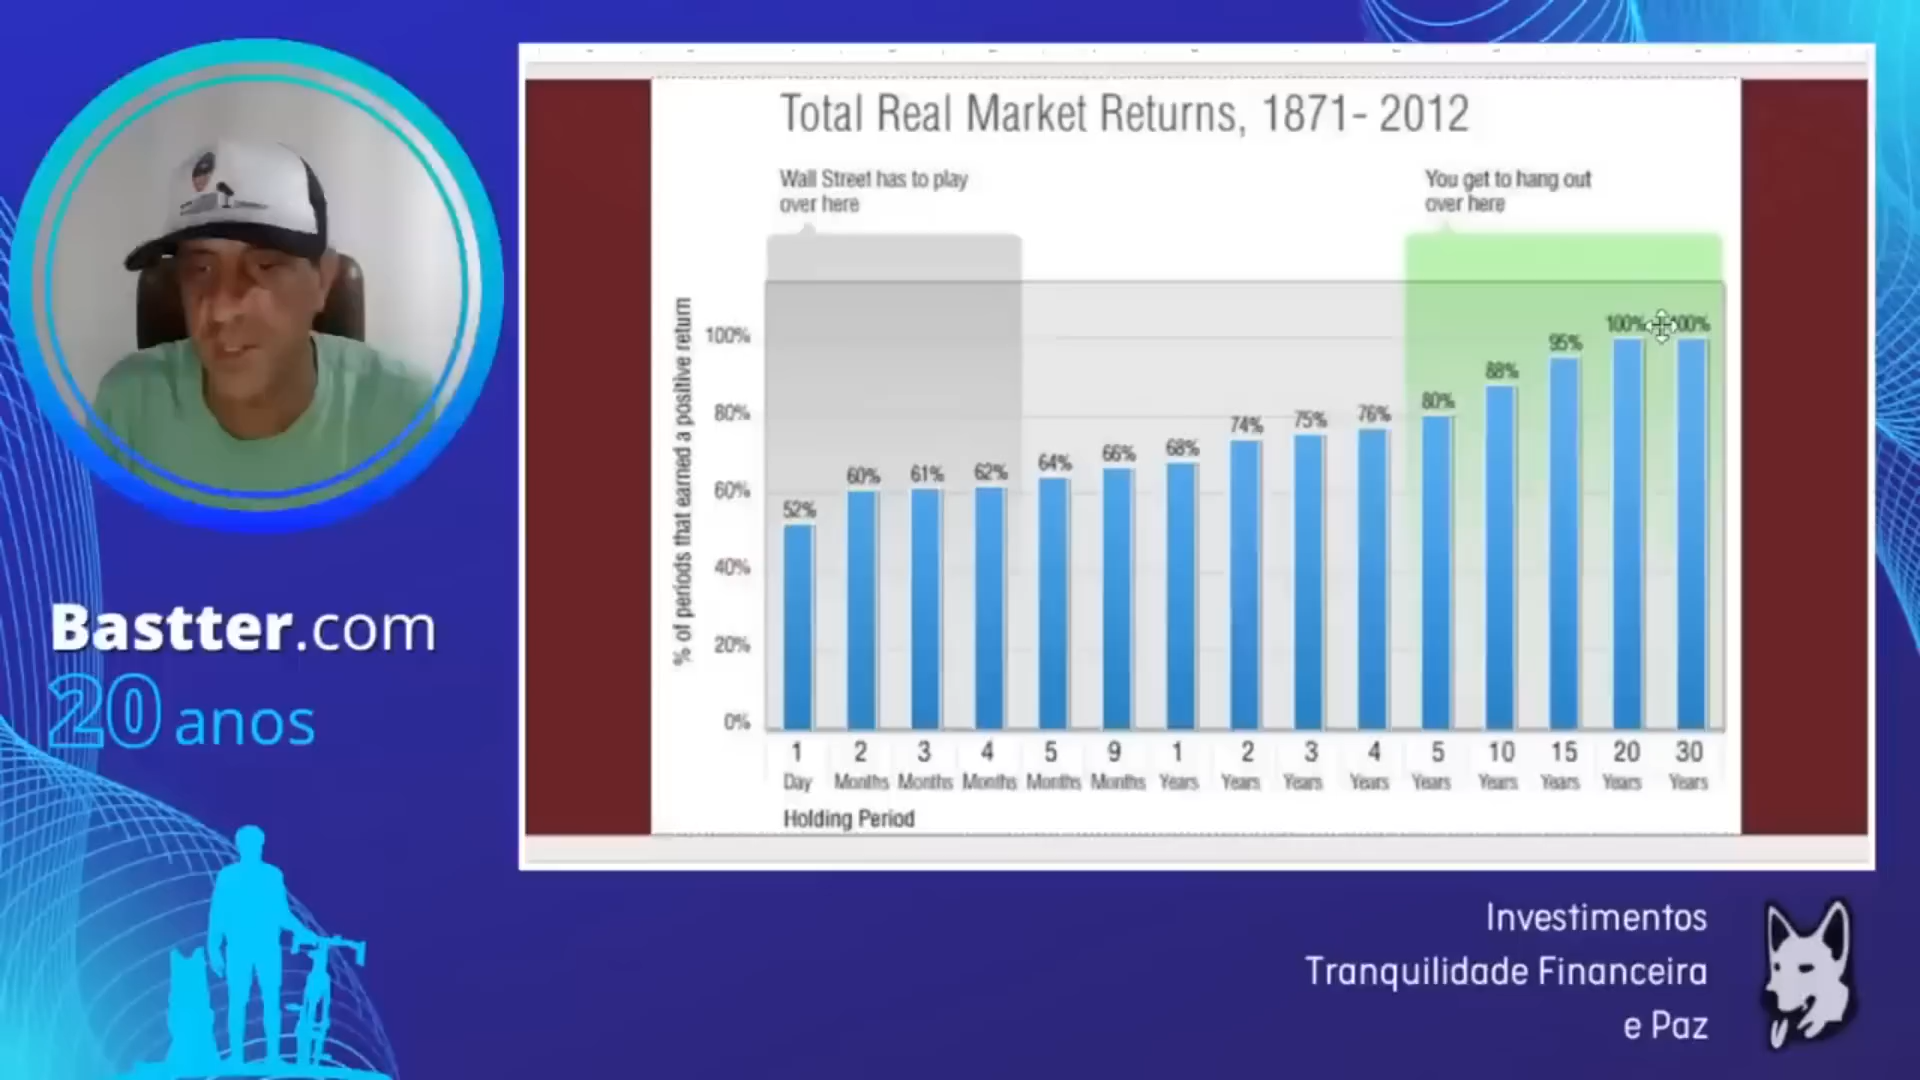 Total Real Market Returns, 1871- 2012
Wall Street has to play
over here
You get to hang out
over here
% of periods that earned a positive return
100%
80%
60%
40%
20%
0%
52%
60%
61%
62%
64%
66%
68%
74%
75%
76%
80%
88%
95%
100%
100%
1 2 3 4 5 9 1 2 3 4 5 10 15 20 30
Day Months Months Months Months Months Years Years Years Years Years Years Years Years Years
Holding Period
Bastter.com
20 anos
Investimentos
Tranquilidade Financeira
e Paz